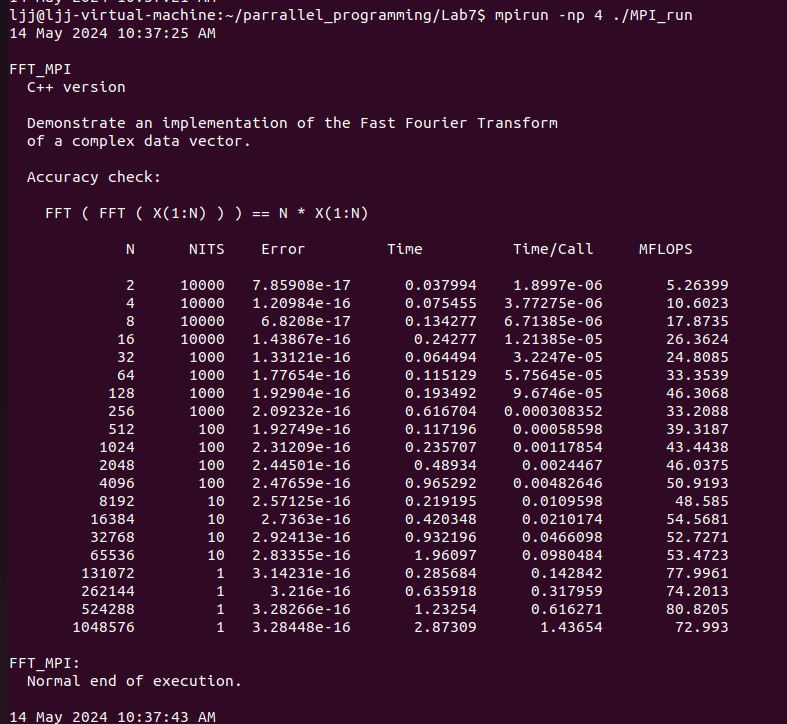 14 May 2024 10:37:21 AM
ljj@ljj-virtual-machine:~/parrallel_programming/Lab7$ mpirun -np 4 ./MPI_run
14 May 2024 10:37:25 AM
FFT_MPI
C++ version
Demonstrate an implementation of the Fast Fourier Transform
of a complex data vector.
Accuracy check:
FFT ( FFT ( X(1:N) ) ) == N * X(1:N)
N NITS Error Time Time/Call MFLOPS
2 10000 7.85908e-17 0.037994 1.8997e-06 5.26399
4 10000 1.20984e-16 0.075455 3.77275e-06 10.6023
8 10000 6.8208e-17 0.134277 6.71385e-06 17.8735
16 10000 1.43867e-16 0.24277 1.21385e-05 26.3624
32 1000 1.33121e-16 0.064494 3.2247e-05 24.8085
64 1000 1.77654e-16 0.115129 5.75645e-05 33.3539
128 1000 1.92904e-16 0.193492 9.6746e-05 46.3068
256 1000 2.09232e-16 0.616704 0.000308352 33.2088
512 100 1.92749e-16 0.117196 0.00058598 39.3187
1024 100 2.31209e-16 0.235707 0.00117854 43.4438
2048 100 2.44501e-16 0.48934 0.0024467 46.0375
4096 100 2.47659e-16 0.965292 0.00482646 50.9193
8192 10 2.57125e-16 0.219195 0.0109598 48.585
16384 10 2.7363e-16 0.420348 0.0210174 54.5681
32768 10 2.92413e-16 0.932196 0.0466098 52.7271
65536 10 2.83355e-16 1.96097 0.0980484 53.4723
131072 1 3.14231e-16 0.285684 0.142842 77.9961
262144 1 3.216e-16 0.635918 0.317959 74.2013
524288 1 3.28266e-16 1.23254 0.616271 80.8205
1048576 1 3.28448e-16 2.87309 1.43654 72.993
FFT_MPI:
Normal end of execution.
14 May 2024 10:37:43 AM